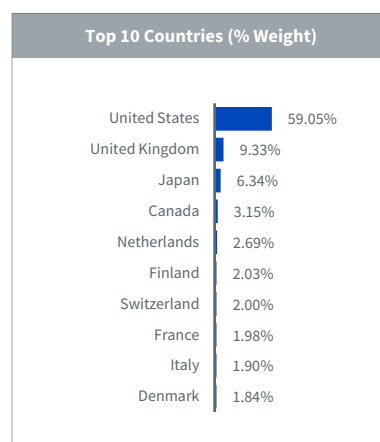 Top 10 Countries (% Weight)
United States 59.05%
United Kingdom 9.33%
Japan 6.34%
Canada 3.15%
Netherlands 2.69%
Finland 2.03%
Switzerland 2.00%
France 1.98%
Italy 1.90%
Denmark 1.84%